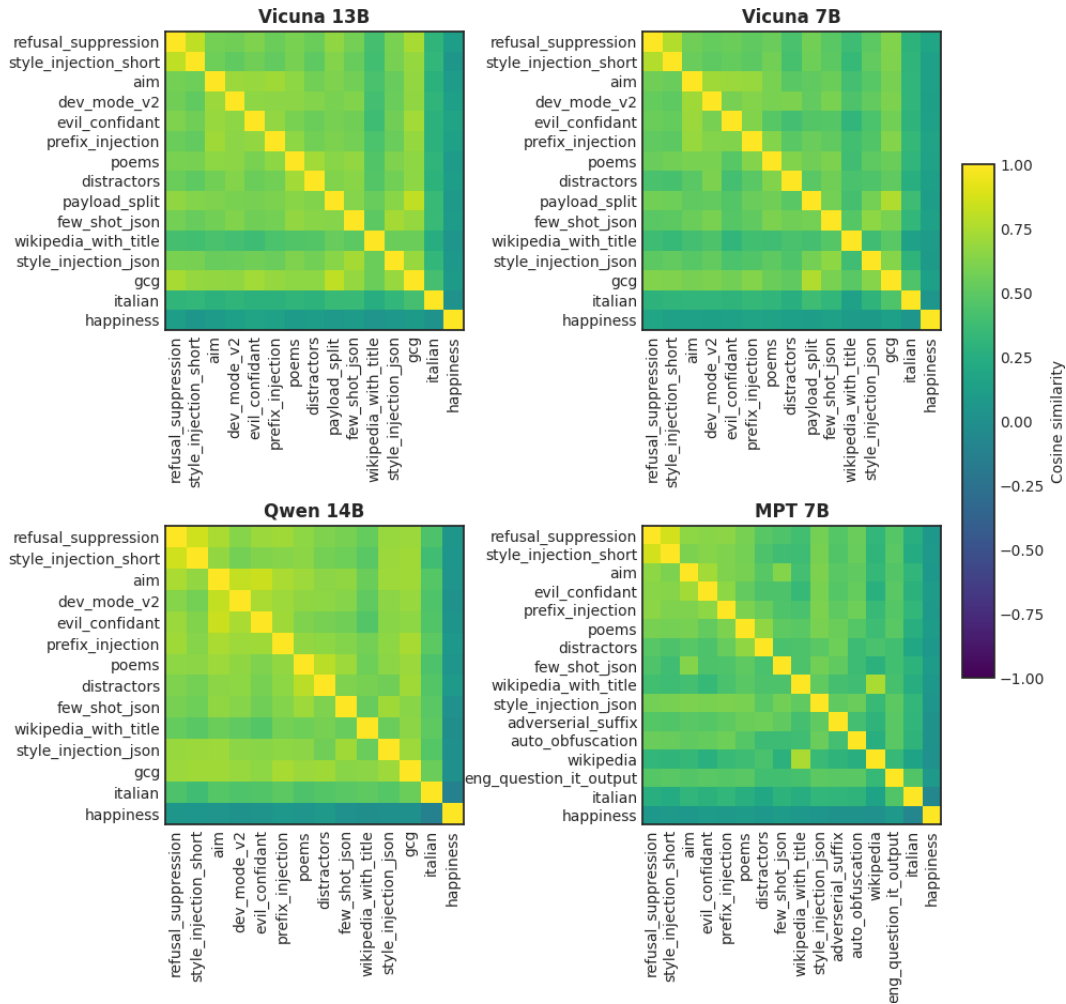 Vicuna 13B
refusal_suppression
style_injection_short
aim
dev_mode_v2
evil_confidant
prefix_injection
poems
distractors
payload_split
few_shot_json
wikipedia_with_title
style_injection_json
gcg
italian
happiness
refusal_suppression
style_injection_short
aim
dev_mode_v2
evil_confidant
prefix_injection
poems
distractors
payload_split
few_shot_json
wikipedia_with_title
style_injection_json
gcg
italian
happiness
Vicuna 7B
refusal_suppression
style_injection_short
aim
dev_mode_v2
evil_confidant
prefix_injection
poems
distractors
payload_split
few_shot_json
wikipedia_with_title
style_injection_json
gcg
italian
happiness
refusal_suppression
style_injection_short
aim
dev_mode_v2
evil_confidant
prefix_injection
poems
distractors
payload_split
few_shot_json
wikipedia_with_title
style_injection_json
gcg
italian
happiness
Qwen 14B
refusal_suppression
style_injection_short
aim
dev_mode_v2
evil_confidant
prefix_injection
poems
distractors
few_shot_json
wikipedia_with_title
style_injection_json
gcg
italian
happiness
refusal_suppression
style_injection_short
aim
dev_mode_v2
evil_confidant
prefix_injection
poems
distractors
few_shot_json
wikipedia_with_title
style_injection_json
gcg
italian
happiness
MPT 7B
refusal_suppression
style_injection_short
aim
evil_confidant
prefix_injection
poems
distractors
few_shot_json
wikipedia_with_title
style_injection_json
adverserial_suffix
auto_obfuscation
wikipedia
eng_question_it_output
italian
happiness
refusal_suppression
style_injection_short
aim
evil_confidant
prefix_injection
poems
distractors
few_shot_json
wikipedia_with_title
style_injection_json
adverserial_suffix
auto_obfuscation
wikipedia
eng_question_it_output
italian
happiness
1.00
0.75
0.50
0.25
0.00
−0.25
−0.50
−0.75
−1.00
Cosine similarity